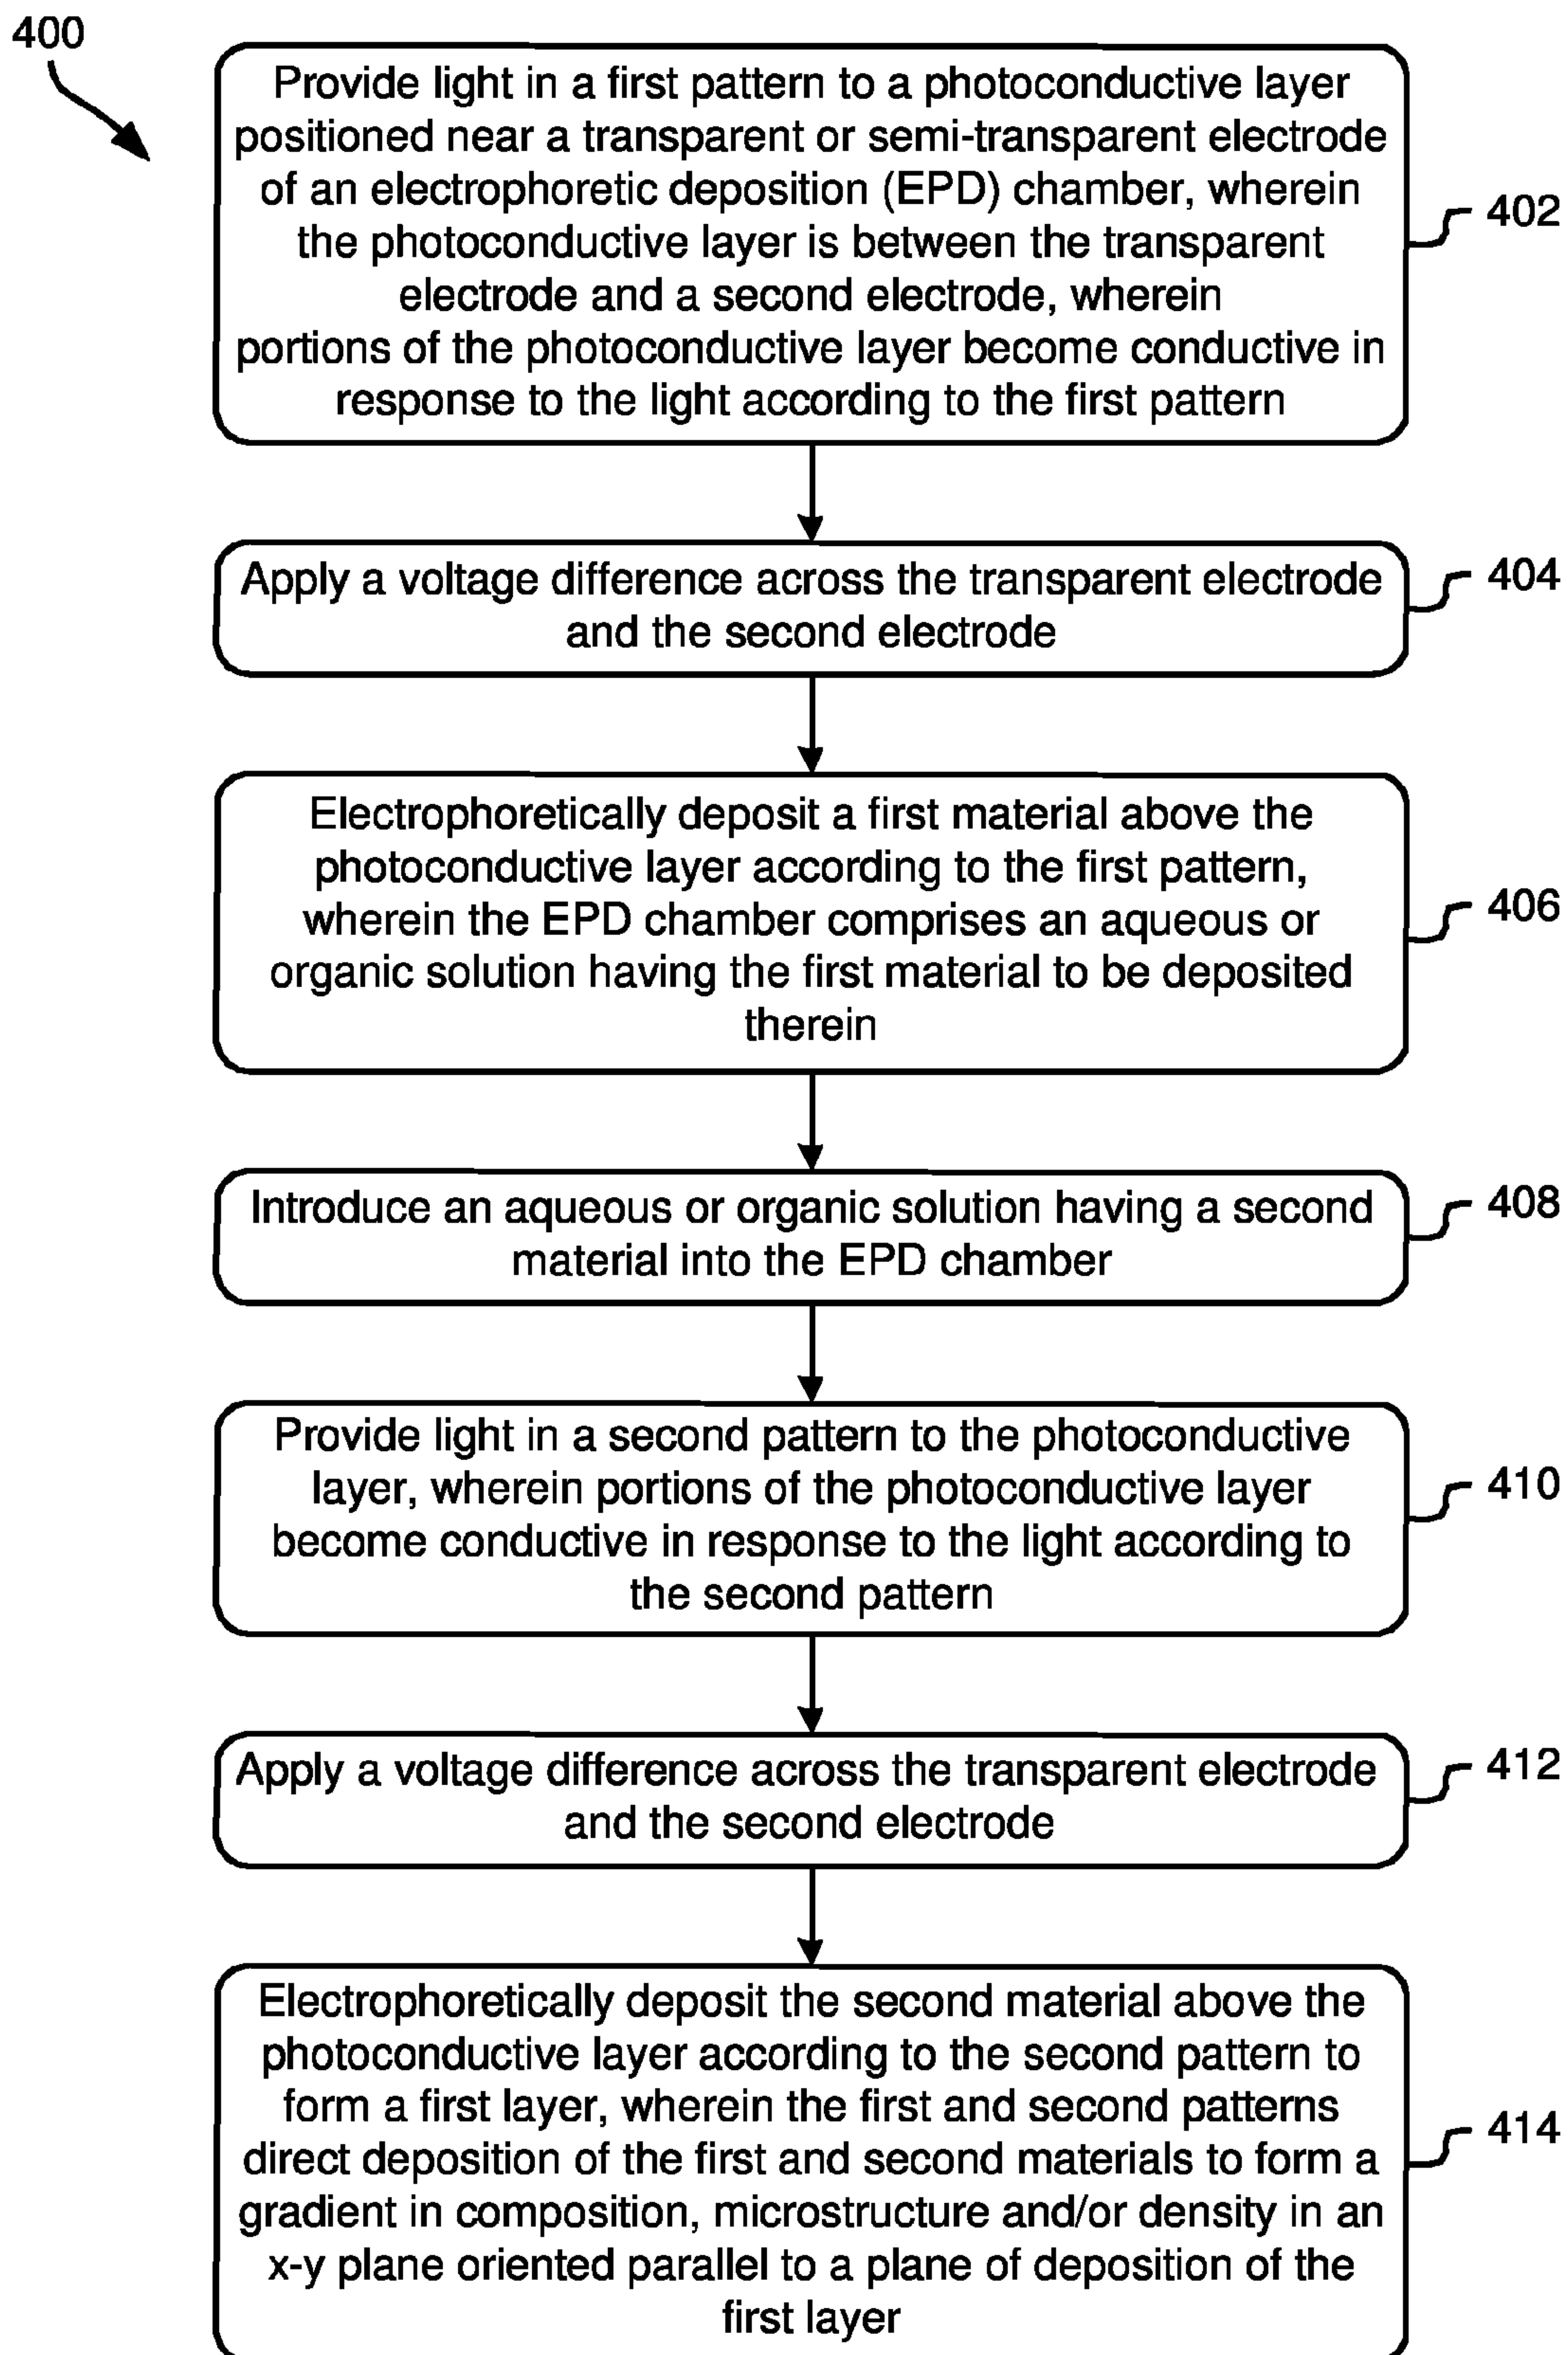 400
Provide light in a first pattern to a photoconductive layer
positioned near a transparent or semi-transparent electrode
of an electrophoretic deposition (EPD) chamber, wherein
the photoconductive layer is between the transparent
electrode and a second electrode, wherein
portions of the photoconductive layer become conductive in
response to the light according to the first pattern
402
Apply a voltage difference across the transparent electrode
and the second electrode
404
Electrophoretically deposit a first material above the
photoconductive layer according to the first pattern,
wherein the EPD chamber comprises an aqueous or
organic solution having the first material to be deposited
therein
406
Introduce an aqueous or organic solution having a second
material into the EPD chamber
408
Provide light in a second pattern to the photoconductive
layer, wherein portions of the photoconductive layer
become conductive in response to the light according to
the second pattern
410
Apply a voltage difference across the transparent electrode
and the second electrode
412
Electrophoretically deposit the second material above the
photoconductive layer according to the second pattern to
form a first layer, wherein the first and second patterns
direct deposition of the first and second materials to form a
gradient in composition, microstructure and/or density in an
x-y plane oriented parallel to a plane of deposition of the
first layer
414